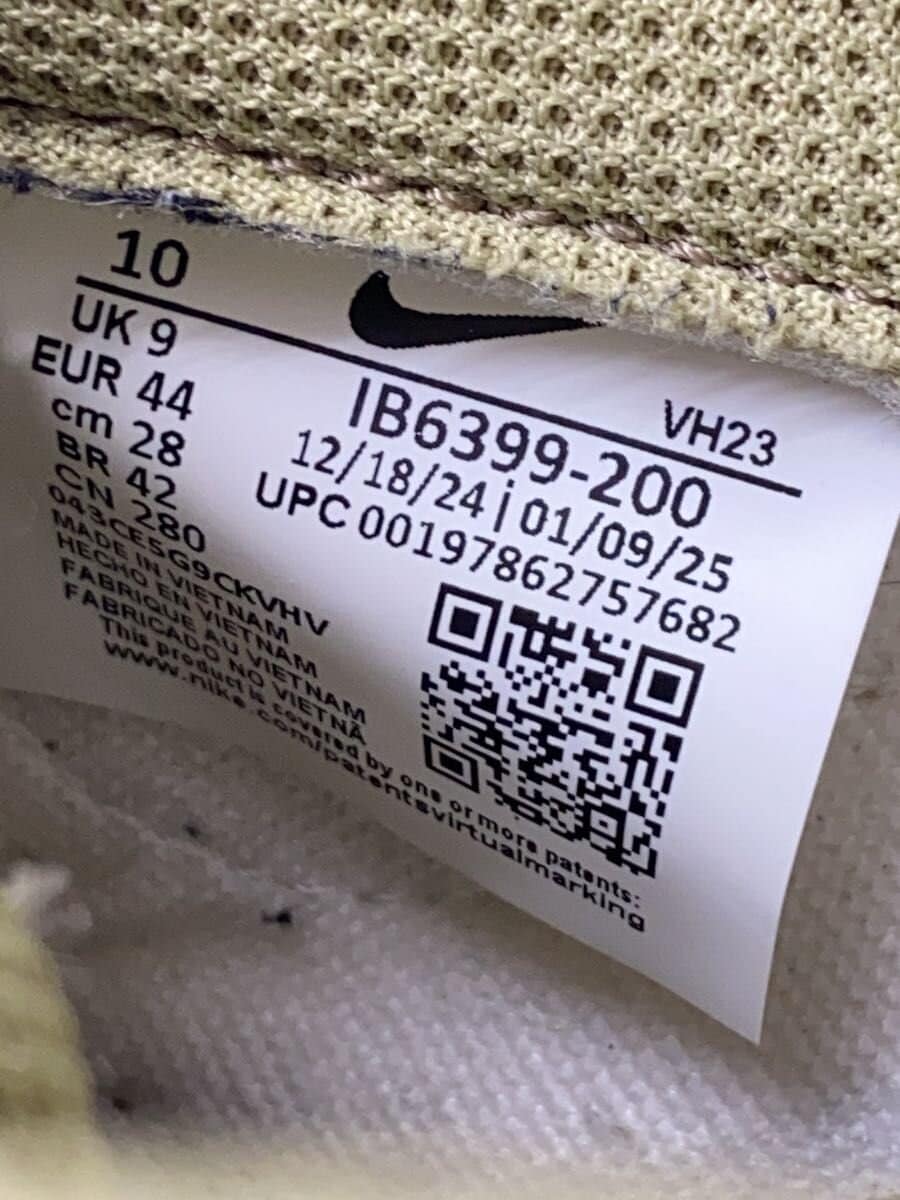 10
UK 9
EUR 44
cm 28
BR 42
CN 280
043CE5G9CKVHV
MADE IN VIETNAM
HECHO EN VIETNAM
FABRIQUE AU VIETNAM
FABRICADO NO VIETNÃ
This product is covered by one or more patents:
www.nike.com/patentsvirtualmarking
VH23
IB6399-200
12/18/24 | 01/09/25
UPC 00197862757682